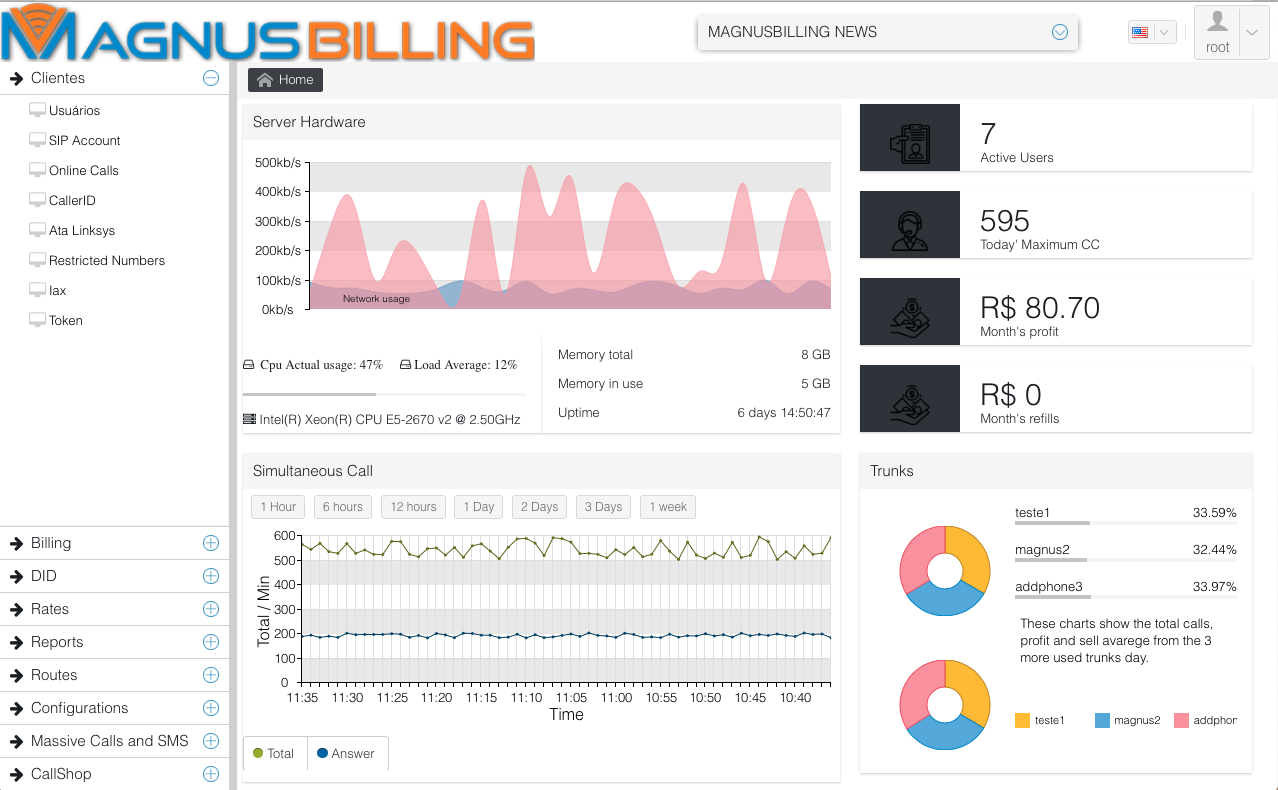 MAGNUSBILLING
MAGNUSBILLING NEWS
root
Clientes
Usuários
SIP Account
Online Calls
CallerID
Ata Linksys
Restricted Numbers
Iax
Token
Billing
DID
Rates
Reports
Routes
Configurations
Massive Calls and SMS
CallShop
Home
Server Hardware
500kb/s
400kb/s
300kb/s
200kb/s
100kb/s
0kb/s
Network usage
Cpu Actual usage: 47% Load Average: 12%
Intel(R) Xeon(R) CPU E5-2670 v2 @ 2.50GHz
Memory total 8 GB
Memory in use 5 GB
Uptime 6 days 14:50:47
7
Active Users
595
Today' Maximum CC
R$ 80.70
Month's profit
R$ 0
Month's refills
Simultaneous Call
1 Hour 6 hours 12 hours 1 Day 2 Days 3 Days 1 week
600
500
400
300
200
100
0
Total / Min
11:35 11:30 11:25 11:20 11:15 11:10 11:05 11:00 10:55 10:50 10:45 10:40
Time
Total Answer
Trunks
teste1 33.59%
magnus2 32.44%
addphone3 33.97%
These charts show the total calls,
profit and sell avarege from the 3
more used trunks day.
teste1 magnus2 addphon